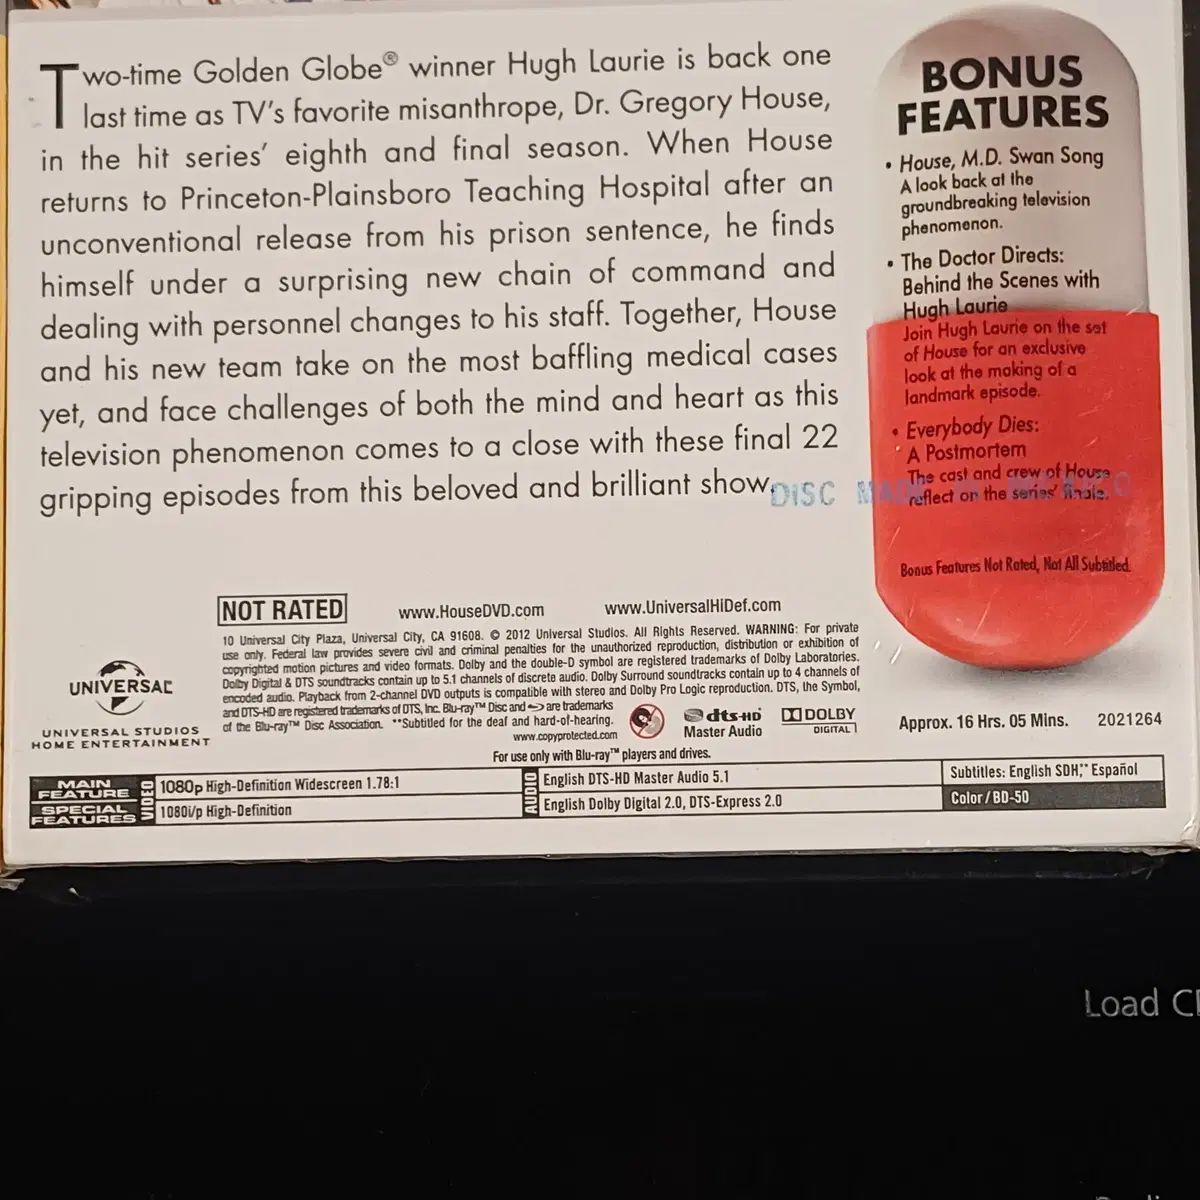 Two-time Golden Globe® winner Hugh Laurie is back one
last time as TV's favorite misanthrope, Dr. Gregory House,
in the hit series' eighth and final season. When House
returns to Princeton-Plainsboro Teaching Hospital after an
unconventional release from his prison sentence, he finds
himself under a surprising new chain of command and
dealing with personnel changes to his staff. Together, House
and his new team take on the most baffling medical cases
yet, and face challenges of both the mind and heart as this
television phenomenon comes to a close with these final 22
gripping episodes from this beloved and brilliant show.
BONUS
FEATURES
• House, M.D. Swan Song
A look back at the
groundbreaking television
phenomenon.
• The Doctor Directs:
Behind the Scenes with
Hugh Laurie
Join Hugh Laurie on the set
of House for an exclusive
look at the making of a
landmark episode.
• Everybody Dies:
A Postmortem
The cast and crew of House
reflect on the series' finale.
DISC MADE IN MEXICO
Bonus Features Not Rated, Not All Subtitled.
NOT RATED
www.HouseDVD.com
www.UniversalHiDef.com
10 Universal City Plaza, Universal City, CA 91608. © 2012 Universal Studios. All Rights Reserved. WARNING: For private
use only. Federal law provides severe civil and criminal penalties for the unauthorized reproduction, distribution or exhibition of
copyrighted motion pictures and video formats. Dolby and the double-D symbol are registered trademarks of Dolby Laboratories.
Dolby Digital & DTS soundtracks contain up to 5.1 channels of discrete audio. Dolby Surround soundtracks contain up to 4 channels of
encoded audio. Playback from 2-channel DVD outputs is compatible with stereo and Dolby Pro Logic reproduction. DTS, the Symbol,
and DTS-HD are registered trademarks of DTS, Inc. Blu-ray™ Disc and are trademarks
of the Blu-ray™ Disc Association. **Subtitled for the deaf and hard-of-hearing.
www.copyprotected.com
UNIVERSAL
UNIVERSAL STUDIOS
HOME ENTERTAINMENT
dts-HD
Master Audio
DOLBY
DIGITAL
Approx. 16 Hrs. 05 Mins. 2021264
For use only with Blu-ray™ players and drives.
MAIN
FEATURE
SPECIAL
FEATURES
VIDEO
1080p High-Definition Widescreen 1.78:1
1080i/p High-Definition
AUDIO
English DTS-HD Master Audio 5.1
English Dolby Digital 2.0, DTS-Express 2.0
Subtitles: English SDH,** Español
Color/BD-50
Load